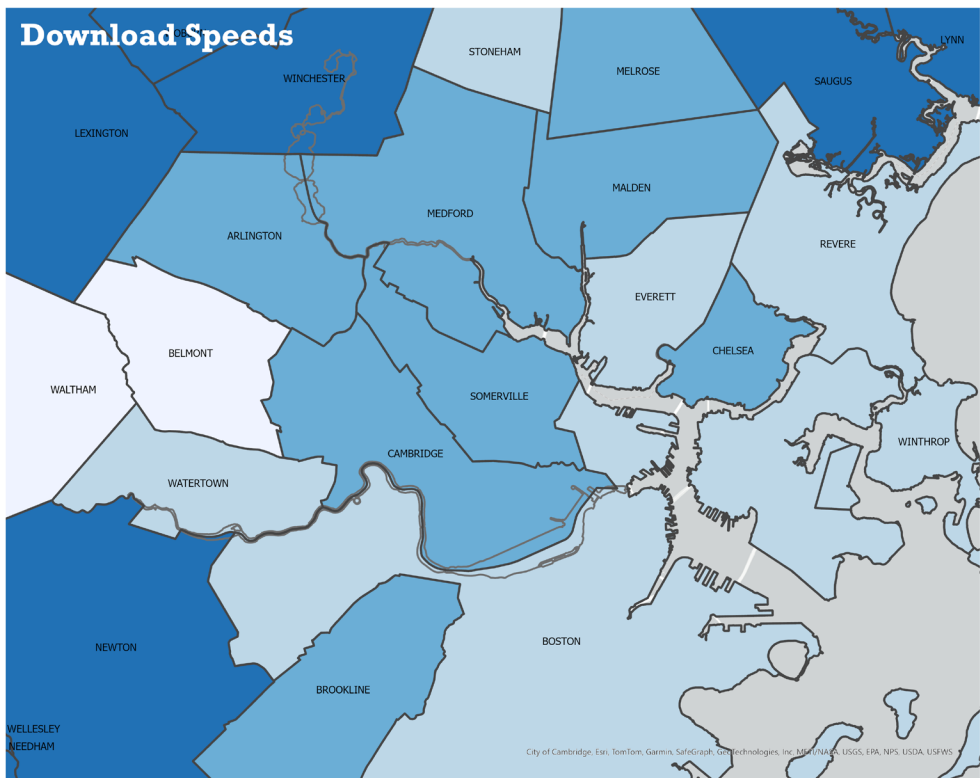 Download Speeds
STONEHAM
LYNN
WINCHESTER
MELROSE
SAUGUS
LEXINGTON
MALDEN
MEDFORD
ARLINGTON
REVERE
EVERETT
BELMONT
CHELSEA
WALTHAM
SOMERVILLE
WINTHROP
CAMBRIDGE
WATERTOWN
BOSTON
NEWTON
BROOKLINE
WELLESLEY
NEEDHAM
City of Cambridge, Esri, TomTom, Garmin, SafeGraph, GeoTechnologies, Inc, METI/NASA, USGS, EPA, NPS, USDA, USFWS